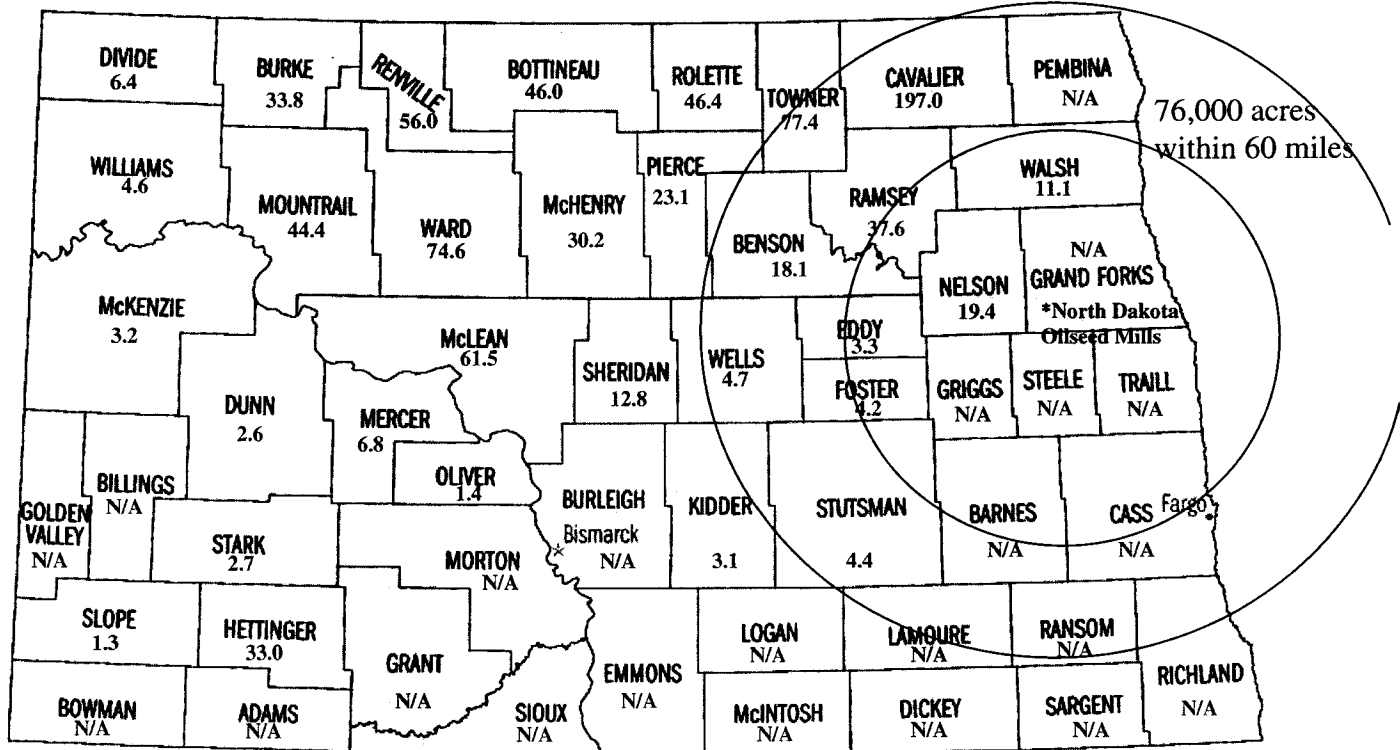 DIVIDE
6.4
BURKE
33.8
RENVILLE
56.0
BOTTINEAU
46.0
ROLETTE
46.4
TOWNER
77.4
CAVALIER
197.0
PEMBINA
N/A
76,000 acres
within 60 miles
WILLIAMS
4.6
MOUNTRAIL
44.4
WARD
74.6
McHENRY
30.2
PIERCE
23.1
BENSON
18.1
RAMSEY
37.6
WALSH
11.1
NELSON
19.4
N/A
GRAND FORKS
*North Dakota
Oilseed Mills
McKENZIE
3.2
McLEAN
61.5
SHERIDAN
12.8
WELLS
4.7
EDDY
3.3
FOSTER
4.2
GRIGGS
N/A
STEELE
N/A
TRAILL
N/A
DUNN
2.6
MERCER
6.8
OLIVER
1.4
BILLINGS
N/A
GOLDEN
VALLEY
N/A
STARK
2.7
MORTON
N/A
BURLEIGH
Bismarck
*
N/A
KIDDER
3.1
STUTSMAN
4.4
BARNES
N/A
CASS
N/A
Fargo
SLOPE
1.3
HETTINGER
33.0
GRANT
N/A
EMMONS
N/A
LOGAN
N/A
LAMOURE
N/A
RANSOM
N/A
RICHLAND
N/A
BOWMAN
N/A
ADAMS
N/A
SIOUX
N/A
McINTOSH
N/A
DICKEY
N/A
SARGENT
N/A